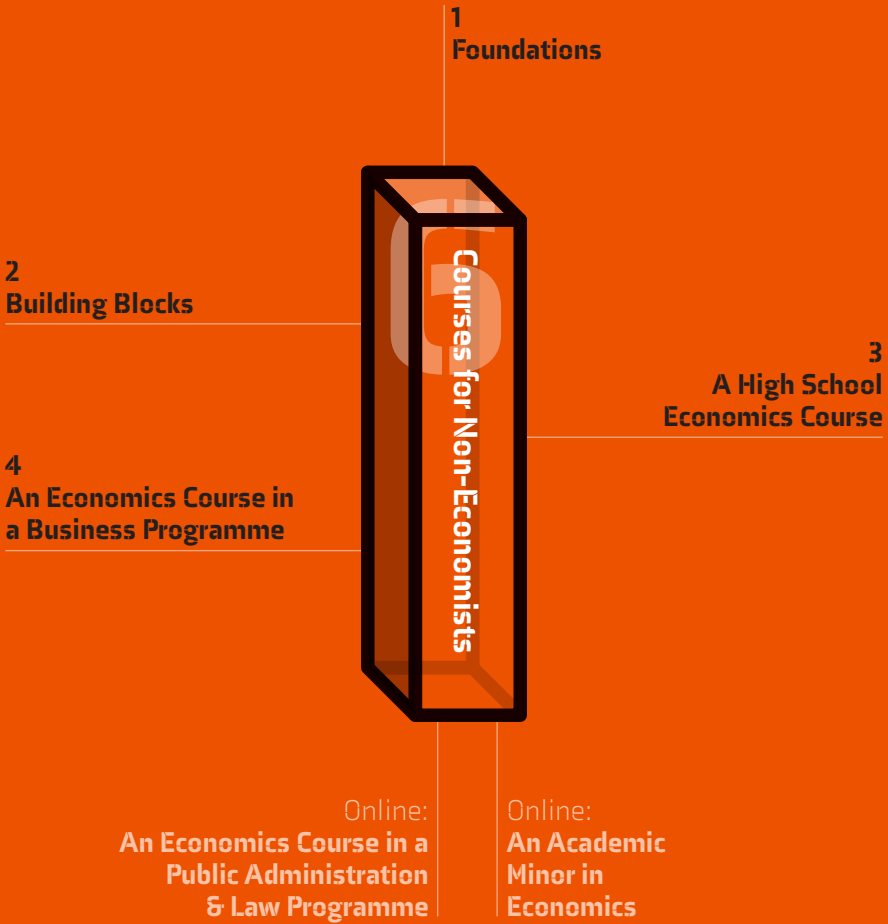 1
Foundations
6
Courses for Non-Economists
2
Building Blocks
3
A High School
Economics Course
4
An Economics Course in
a Business Programme
Online:
An Economics Course in a
Public Administration
& Law Programme
Online:
An Academic
Minor in
Economics